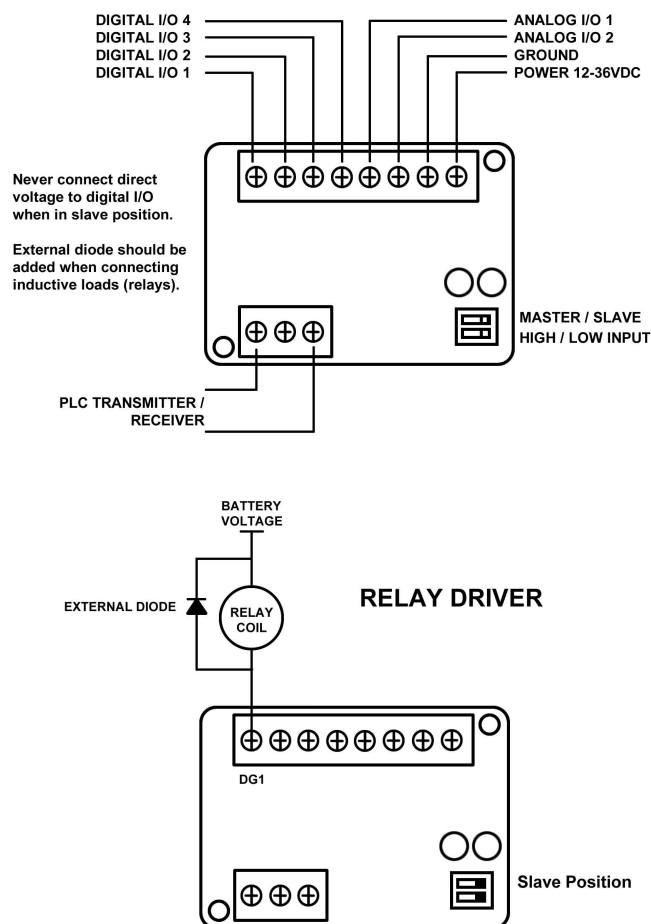 DIGITAL I/O 4
DIGITAL I/O 3
DIGITAL I/O 2
DIGITAL I/O 1
ANALOG I/O 1
ANALOG I/O 2
GROUND
POWER 12-36VDC
Never connect direct
voltage to digital I/O
when in slave position.
External diode should be
added when connecting
inductive loads (relays).
MASTER / SLAVE
HIGH / LOW INPUT
PLC TRANSMITTER /
RECEIVER
BATTERY
VOLTAGE
EXTERNAL DIODE
RELAY
COIL
RELAY DRIVER
DG1
Slave Position